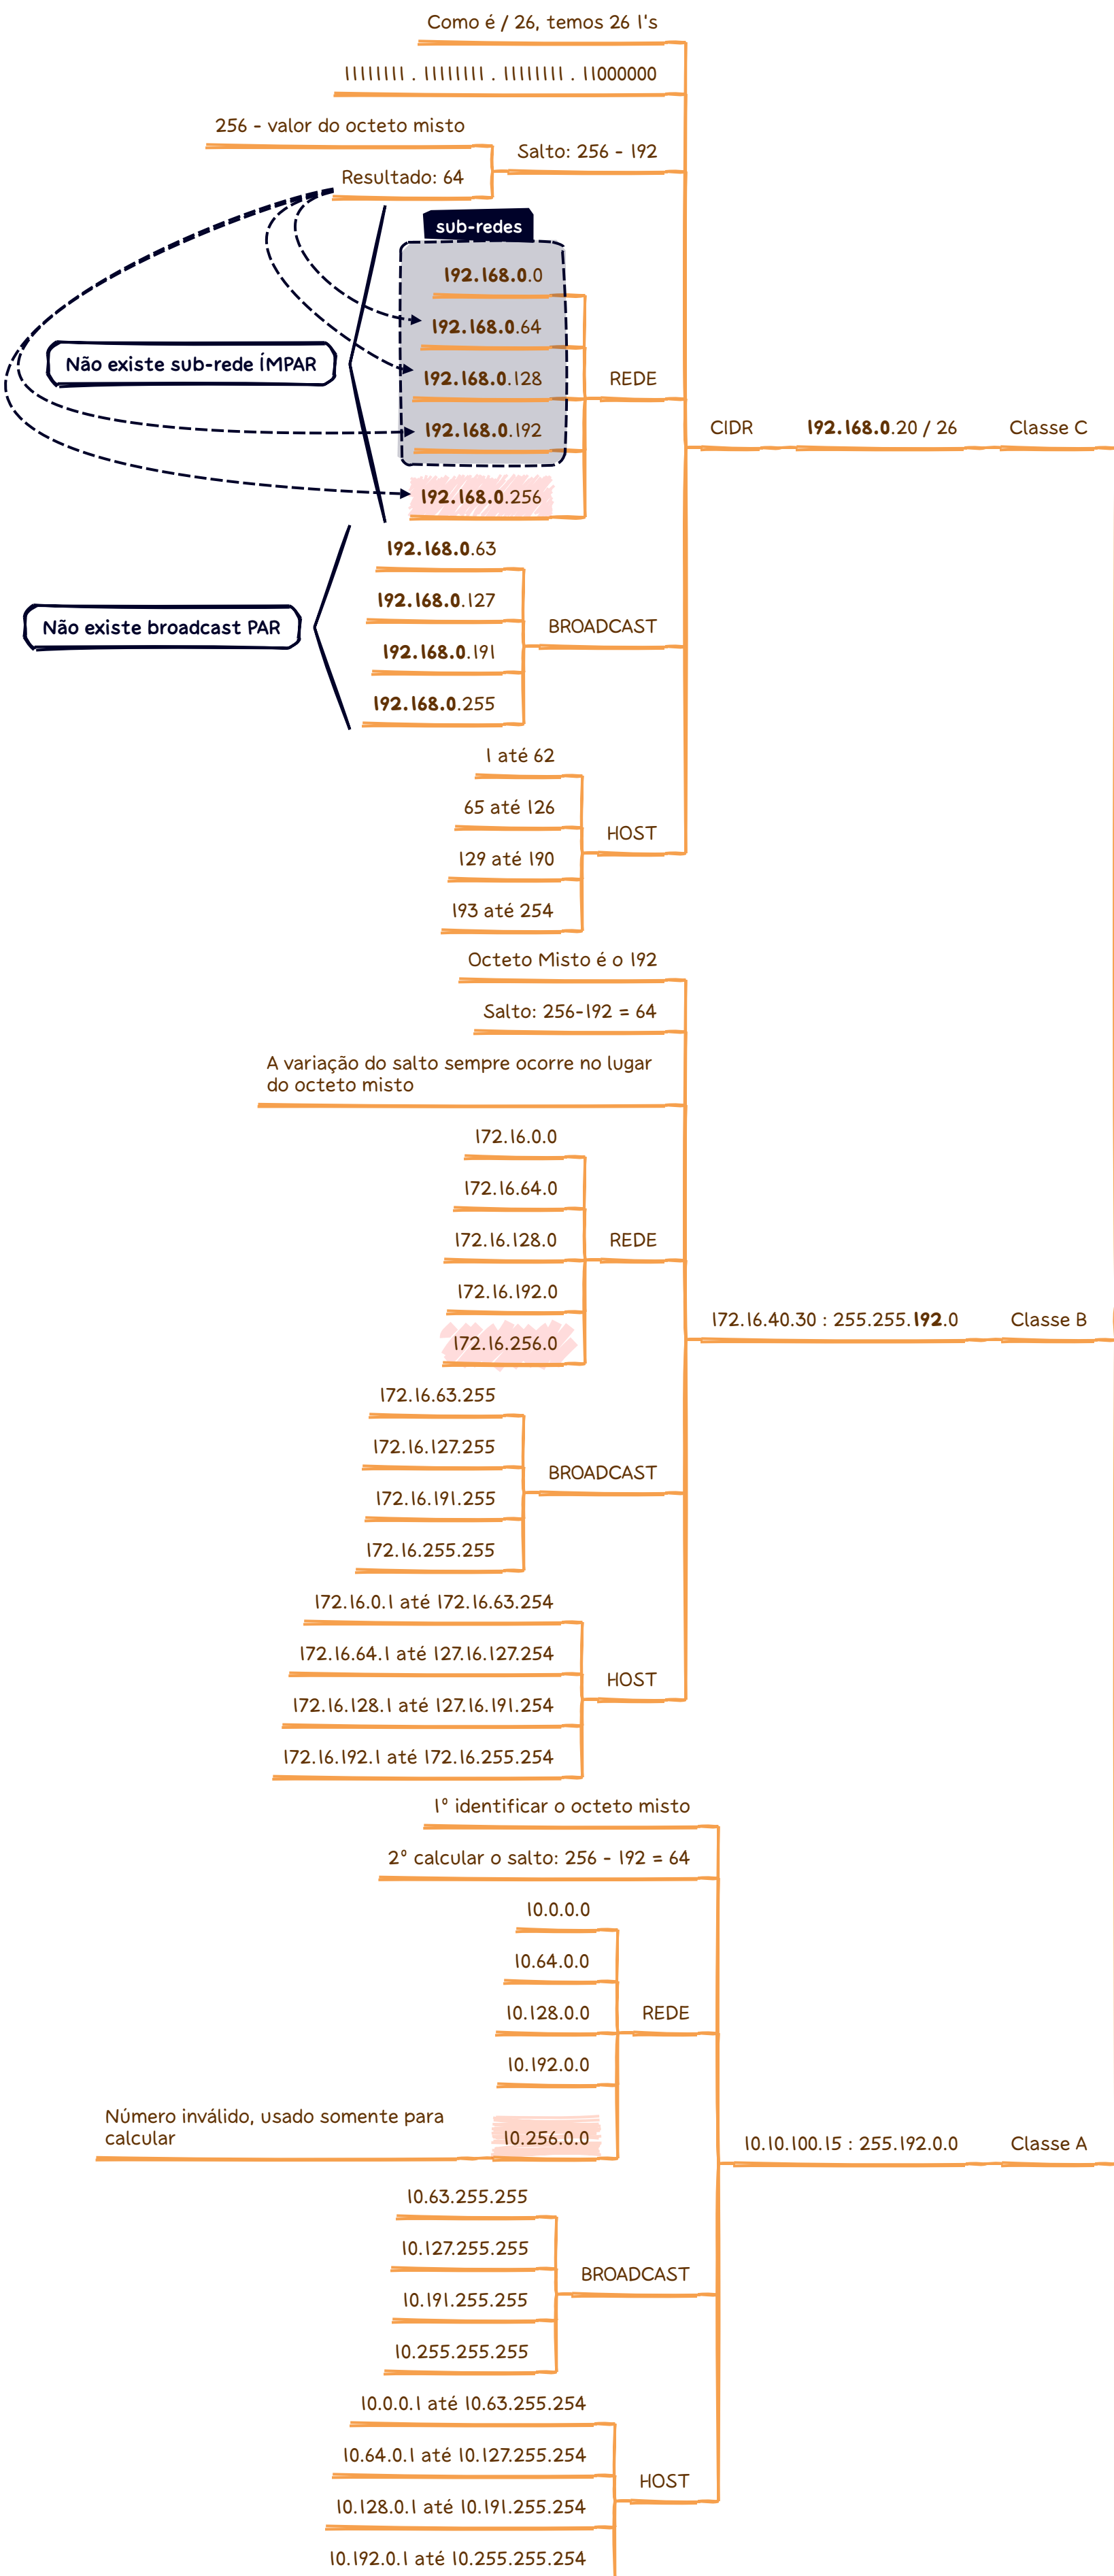 Como é / 26, temos 26 1's
11111111 . 11111111 . 11111111 . 11000000
256 - valor do octeto misto
Salto: 256 - 192
Resultado: 64
sub-redes
192.168.0.0
192.168.0.64
Não existe sub-rede ÍMPAR
192.168.0.128
REDE
192.168.0.192
CIDR
192.168.0.20 / 26
Classe C
192.168.0.256
192.168.0.63
192.168.0.127
Não existe broadcast PAR
BROADCAST
192.168.0.191
192.168.0.255
1 até 62
65 até 126
HOST
129 até 190
193 até 254
Octeto Misto é o 192
Salto: 256-192 = 64
A variação do salto sempre ocorre no lugar
do octeto misto
172.16.0.0
172.16.64.0
172.16.128.0
REDE
172.16.192.0
172.16.40.30 : 255.255.192.0
Classe B
172.16.256.0
172.16.63.255
172.16.127.255
BROADCAST
172.16.191.255
172.16.255.255
172.16.0.1 até 172.16.63.254
172.16.64.1 até 127.16.127.254
HOST
172.16.128.1 até 127.16.191.254
172.16.192.1 até 172.16.255.254
1º identificar o octeto misto
2º calcular o salto: 256 - 192 = 64
10.0.0.0
10.64.0.0
10.128.0.0
REDE
10.192.0.0
Número inválido, usado somente para
calcular
10.256.0.0
10.10.100.15 : 255.192.0.0
Classe A
10.63.255.255
10.127.255.255
BROADCAST
10.191.255.255
10.255.255.255
10.0.0.1 até 10.63.255.254
10.64.0.1 até 10.127.255.254
HOST
10.128.0.1 até 10.191.255.254
10.192.0.1 até 10.255.255.254